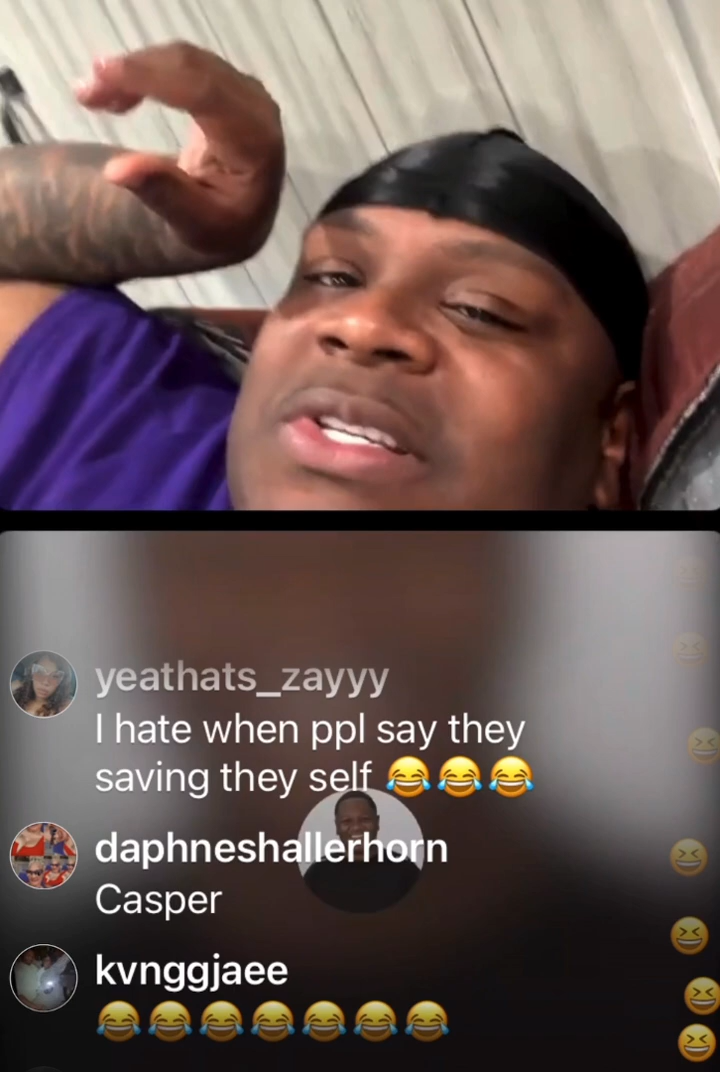 yeathats_zayyy
I hate when ppl say they
saving they self 😂😂😂
daphneshallerhorn
Casper
kvnggjaee
😂😂😂😂😂😂😂